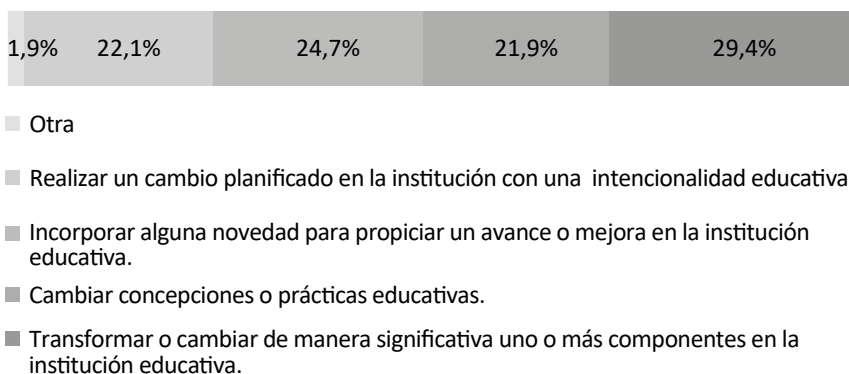 1,9% 22,1% 24,7% 21,9% 29,4%
Otra
Realizar un cambio planificado en la institución con una intencionalidad educativa
Incorporar alguna novedad para propiciar un avance o mejora en la institución
educativa.
Cambiar concepciones o prácticas educativas.
Transformar o cambiar de manera significativa uno o más componentes en la
institución educativa.